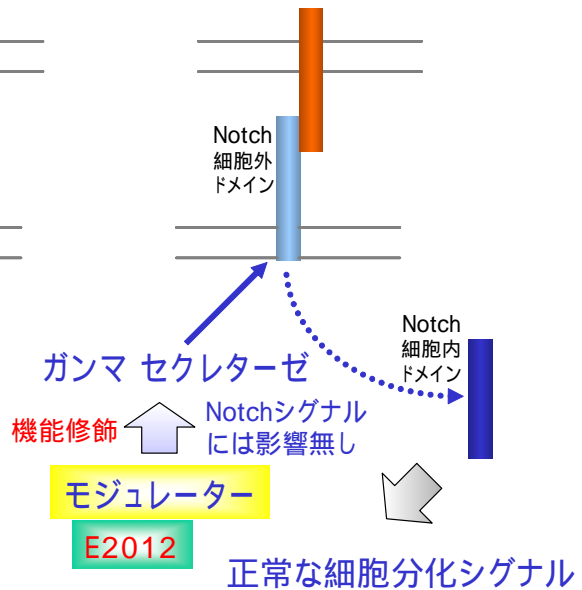 Notch
細胞外
ドメイン
Notch
細胞内
ドメイン
ガンマ セクレターゼ
機能修飾
Notchシグナル
には影響無し
モジュレーター
E2012
正常な細胞分化シグナル